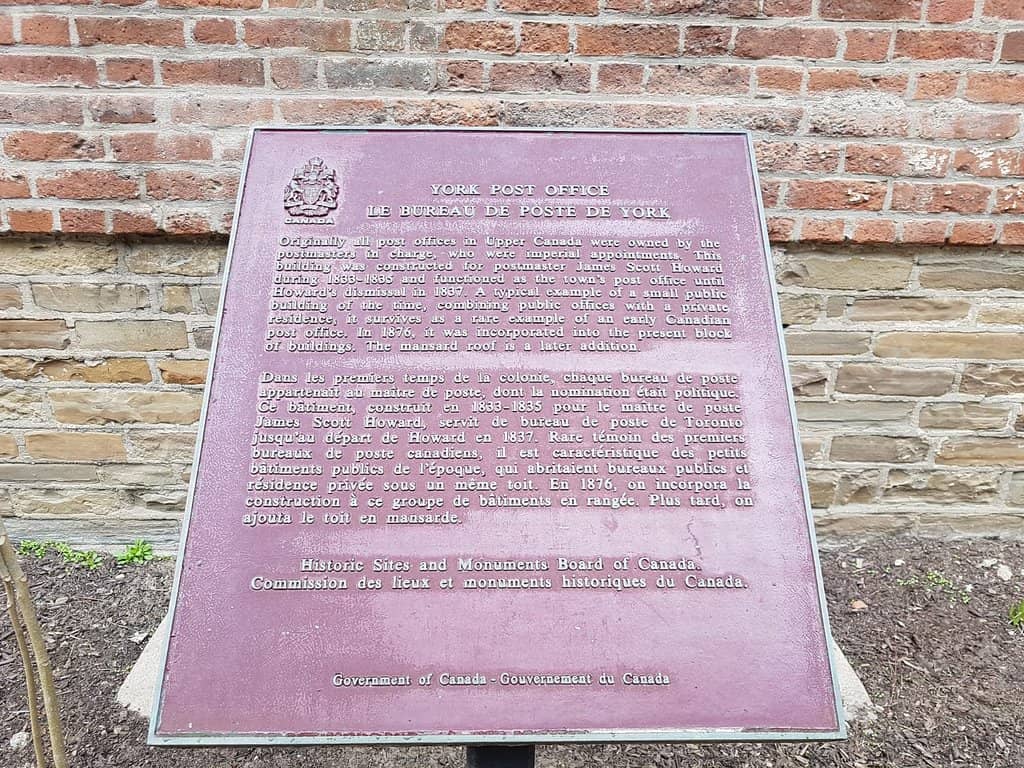 CANADA
YORK POST OFFICE
LE BUREAU DE POSTE DE YORK
Originally all post offices in Upper Canada were owned by the
postmasters in charge, who were imperial appointments. This
building was constructed for postmaster James Scott Howard
during 1833-1835 and functioned as the town's post office until
Howard's dismissal in 1837. A typical example of a small public
building of the time, combining public offices with a private
residence, it survives as a rare example of an early Canadian
post office. In 1876, it was incorporated into the present block
of buildings. The mansard roof is a later addition.
Dans les premiers temps de la colonie, chaque bureau de poste
appartenait au maître de poste, dont la nomination était politique.
Ce bâtiment, construit en 1833-1835 pour le maître de poste
James Scott Howard, servit de bureau de poste de Toronto
jusqu'au départ de Howard en 1837. Rare témoin des premiers
bureaux de poste canadiens, il est caractéristique des petits
bâtiments publics de l'époque, qui abritaient bureaux publics et
résidence privée sous un même toit. En 1876, on incorpora la
construction à ce groupe de bâtiments en rangée. Plus tard, on
ajouta le toit en mansarde.
Historic Sites and Monuments Board of Canada.
Commission des lieux et monuments historiques du Canada.
Government of Canada - Gouvernement du Canada